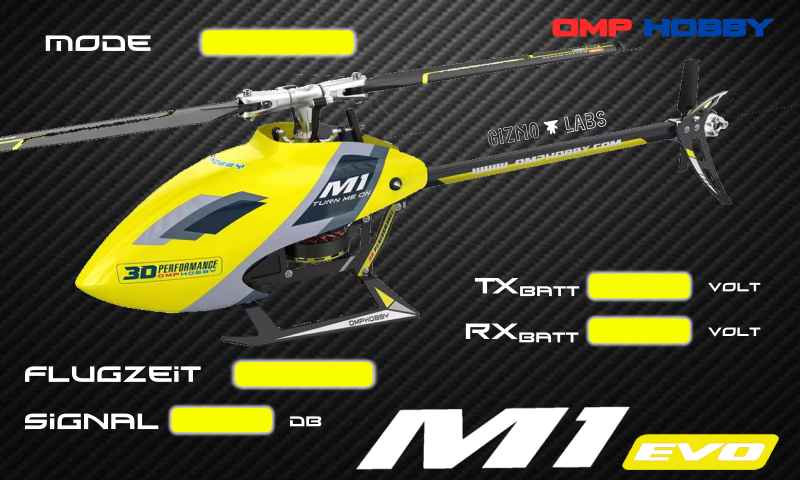 MODE
OMP HOBBY
GIZMO LABS
WWW.OMPHOBBY.COM
HOBBY
M1
TURN ME ON
3D PERFORMANCE
OMPHOBBY
OMPHOBBY
TXBATT VOLT
RXBATT VOLT
FLUGZEiT
SiGNAL DB
M1 EVO